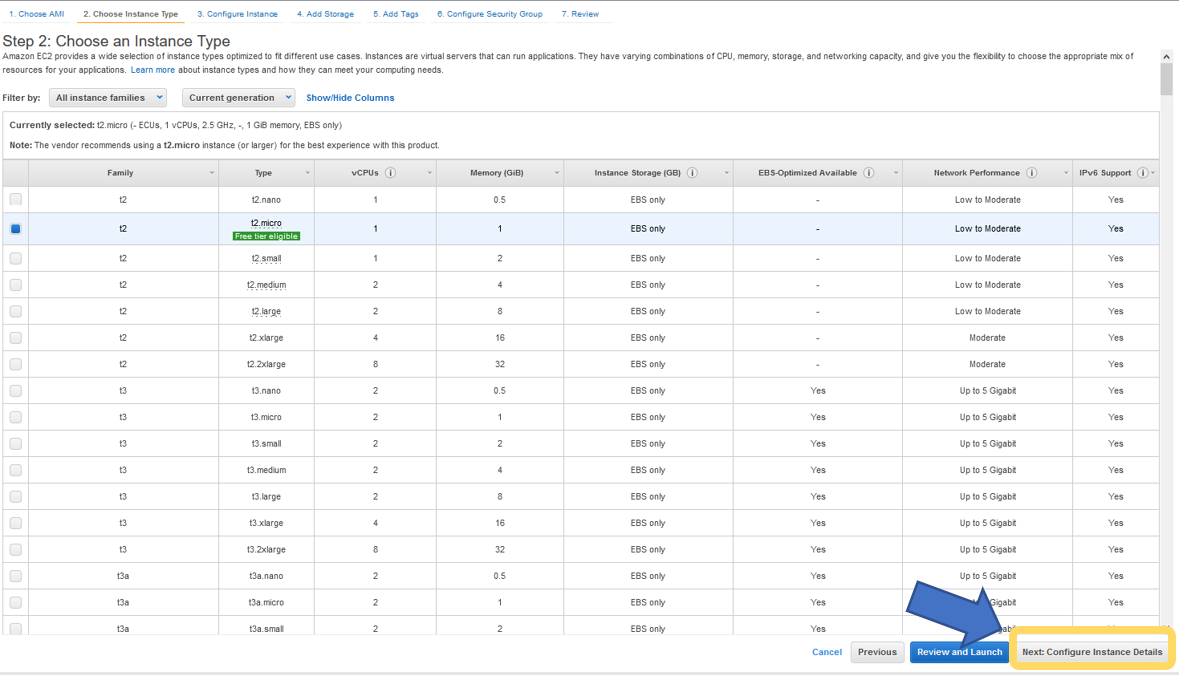 1. Choose AMI 2. Choose Instance Type 3. Configure Instance 4. Add Storage 5. Add Tags 6. Configure Security Group 7. Review
Step 2: Choose an Instance Type
Amazon EC2 provides a wide selection of instance types optimized to fit different use cases. Instances are virtual servers that can run applications. They have varying combinations of CPU, memory, storage, and networking capacity, and give you the flexibility to choose the appropriate mix of
resources for your applications. Learn more about instance types and how they can meet your computing needs.
Filter by: All instance families Current generation Show/Hide Columns
Currently selected: t2.micro (- ECUs, 1 vCPUs, 2.5 GHz, -, 1 GiB memory, EBS only)
Note: The vendor recommends using a t2.micro instance (or larger) for the best experience with this product.
Family Type vCPUs Memory (GiB) Instance Storage (GB) EBS-Optimized Available Network Performance IPv6 Support
t2 t2.nano 1 0.5 EBS only - Low to Moderate Yes
t2 t2.micro 1 1 EBS only - Low to Moderate Yes
Free tier eligible
t2 t2.small 1 2 EBS only - Low to Moderate Yes
t2 t2.medium 2 4 EBS only - Low to Moderate Yes
t2 t2.large 2 8 EBS only - Low to Moderate Yes
t2 t2.xlarge 4 16 EBS only - Moderate Yes
t2 t2.2xlarge 8 32 EBS only - Moderate Yes
t3 t3.nano 2 0.5 EBS only Yes Up to 5 Gigabit Yes
t3 t3.micro 2 1 EBS only Yes Up to 5 Gigabit Yes
t3 t3.small 2 2 EBS only Yes Up to 5 Gigabit Yes
t3 t3.medium 2 4 EBS only Yes Up to 5 Gigabit Yes
t3 t3.large 2 8 EBS only Yes Up to 5 Gigabit Yes
t3 t3.xlarge 4 16 EBS only Yes Up to 5 Gigabit Yes
t3 t3.2xlarge 8 32 EBS only Yes Up to 5 Gigabit Yes
t3a t3a.nano 2 0.5 EBS only Yes Up to 5 Gigabit Yes
t3a t3a.micro 2 1 EBS only Yes Gigabit Yes
t3a t3a.small 2 2 EBS only Yes Yes
Cancel Previous Review and Launch Next: Configure Instance Details